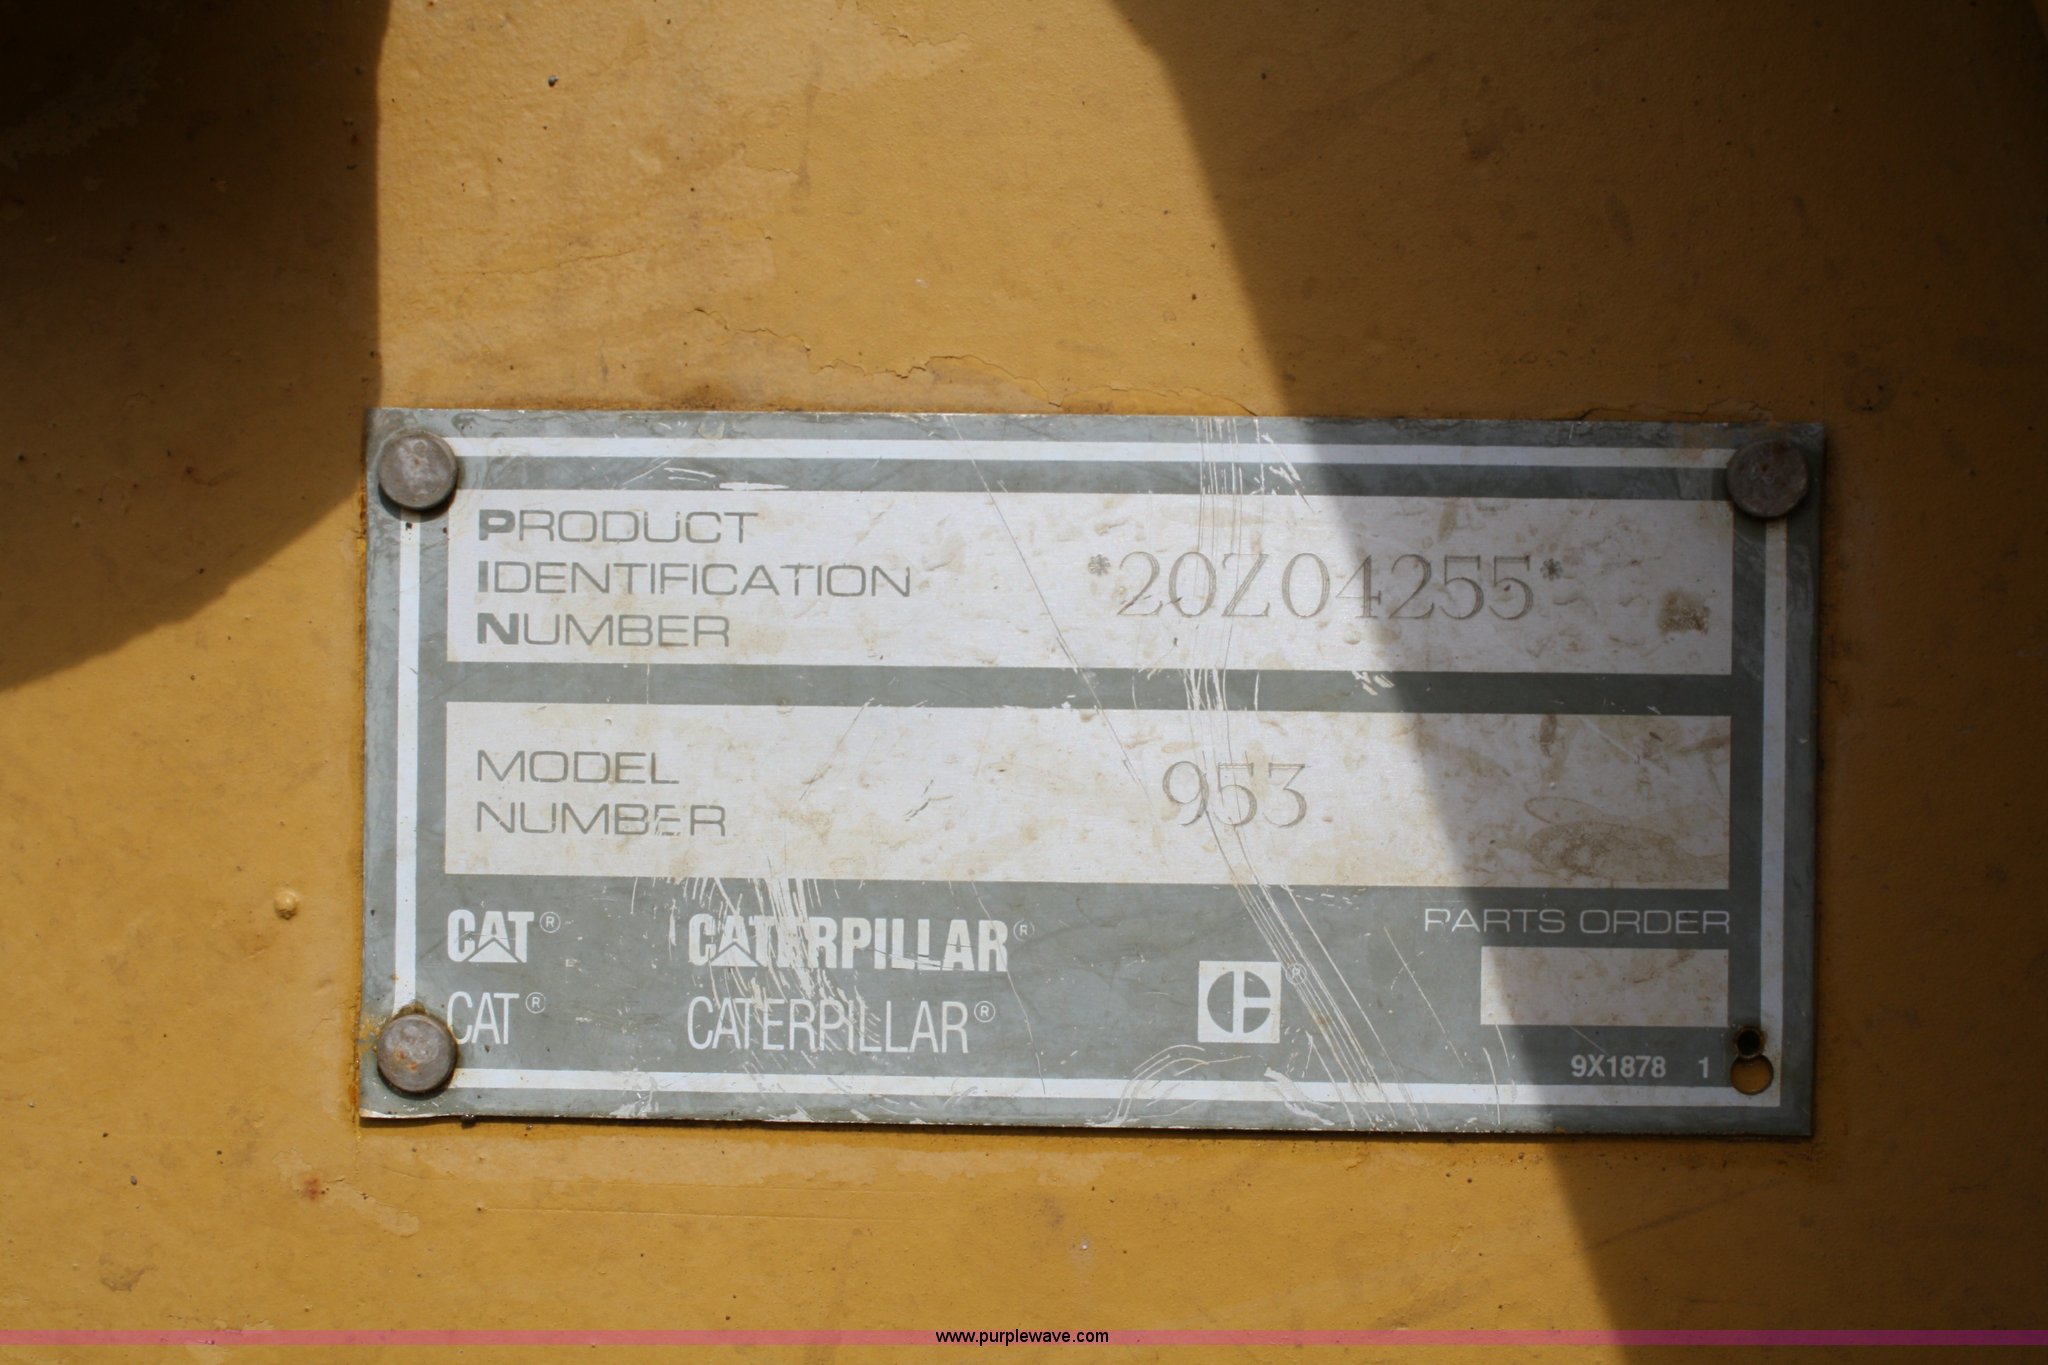 PRODUCT
IDENTIFICATION
NUMBER
*20Z04255*
MODEL
NUMBER
953
CAT® CATERPILLAR®
CAT® CATERPILLAR®
C ®
PARTS ORDER
9X1878 1
www.purplewave.com